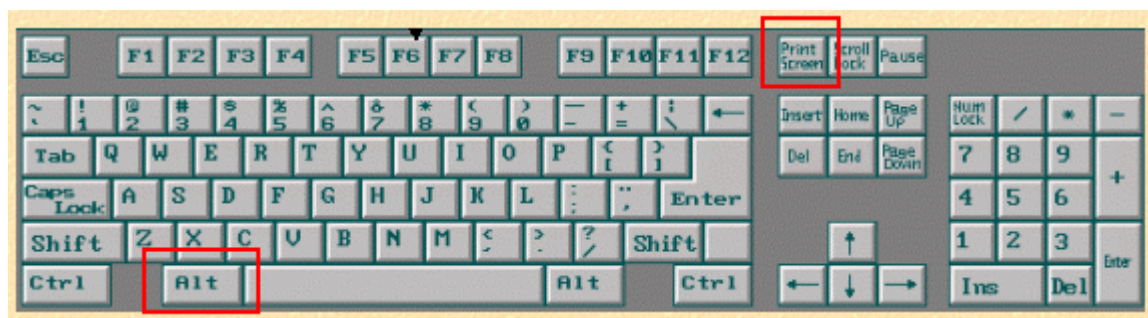 Esc F1 F2 F3 F4 F5 F6 F7 F8 F9 F10 F11 F12 Print Screen Scroll Lock Pause
~ ` ! 1 @ 2 # 3 $ 4 % 5 ^ 6 & 7 * 8 ( 9 ) 0 — - + = ¦ \ ← Insert Home Page Up Num Lock / * −
Tab Q W E R T Y U I O P { [ } ] Del End Page Down 7 8 9 +
Caps Lock A S D F G H J K L : ; " , Enter 4 5 6
Shift Z X C V B N M < , > . ? / Shift ↑ 1 2 3 Enter
Ctrl Alt Alt Ctrl ← ↓ → Ins Del